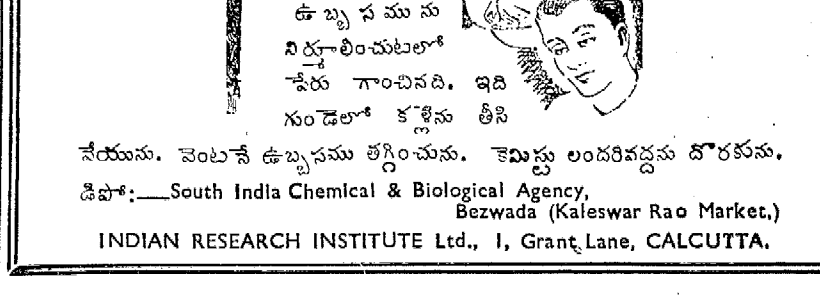 ఉబ్బసమును
నిర్మూలించుటలో
పేరు గాంచినది. ఇది
గుండెలో కళ్లెను తీసి
వేయును. వెంటనే ఉబ్బసము తగ్గించును. కెమిస్టు లందరివద్దను దొరకును.
డిపో:—South India Chemical & Biological Agency,
Bezwada (Kaleswar Rao Market.)
INDIAN RESEARCH INSTITUTE Ltd., 1, Grant Lane, CALCUTTA.